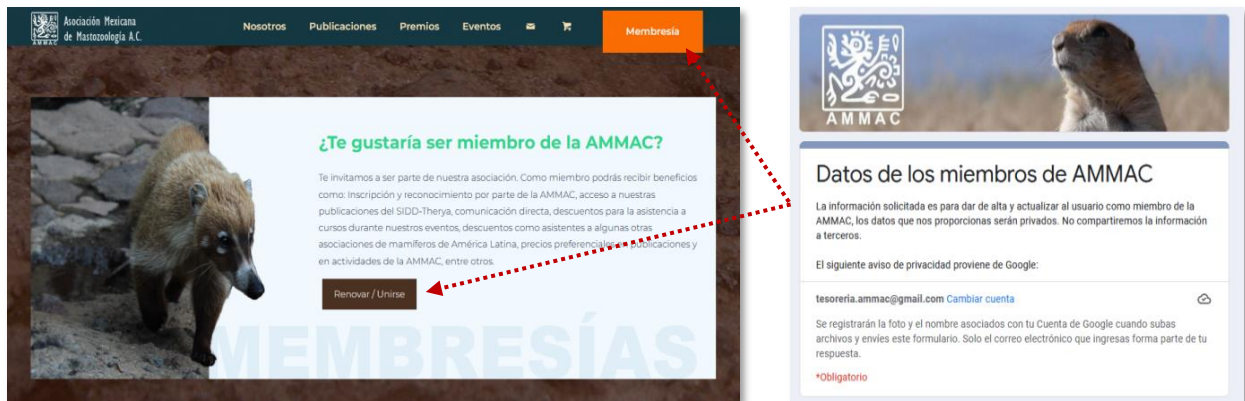 Asociación Mexicana
de Mastozoología A.C.
AMMAC
Nosotros Publicaciones Premios Eventos Membresía
¿Te gustaría ser miembro de la AMMAC?
Te invitamos a ser parte de nuestra asociación. Como miembro podrás recibir beneficios
como: Inscripción y reconocimiento por parte de la AMMAC, acceso a nuestras
publicaciones del SIDD-Therya, comunicación directa, descuentos para la asistencia a
cursos durante nuestros eventos, descuentos como asistentes a algunas otras
asociaciones de mamíferos de América Latina, precios preferenciales en publicaciones y
en actividades de la AMMAC, entre otros.
Renovar / Unirse
MEMBRESÍAS
AMMAC
Datos de los miembros de AMMAC
La información solicitada es para dar de alta y actualizar al usuario como miembro de la
AMMAC, los datos que nos proporcionas serán privados. No compartiremos la información
a terceros.
El siguiente aviso de privacidad proviene de Google:
tesoreria.ammac@gmail.com Cambiar cuenta
Se registrarán la foto y el nombre asociados con tu Cuenta de Google cuando subas
archivos y envíes este formulario. Solo el correo electrónico que ingresas forma parte de tu
respuesta.
*Obligatorio